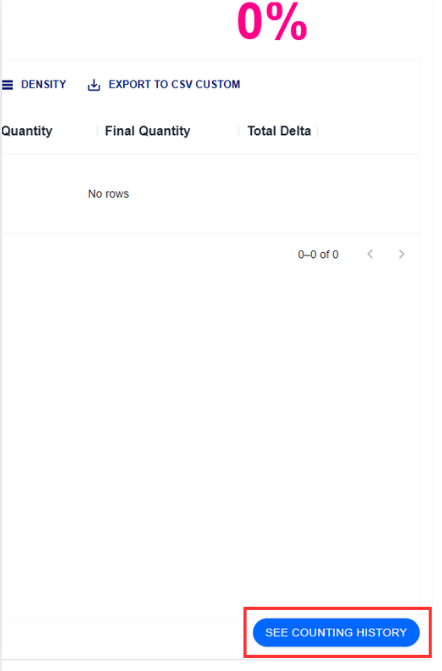 0%
DENSITY EXPORT TO CSV CUSTOM
Quantity Final Quantity Total Delta
No rows
0–0 of 0
SEE COUNTING HISTORY